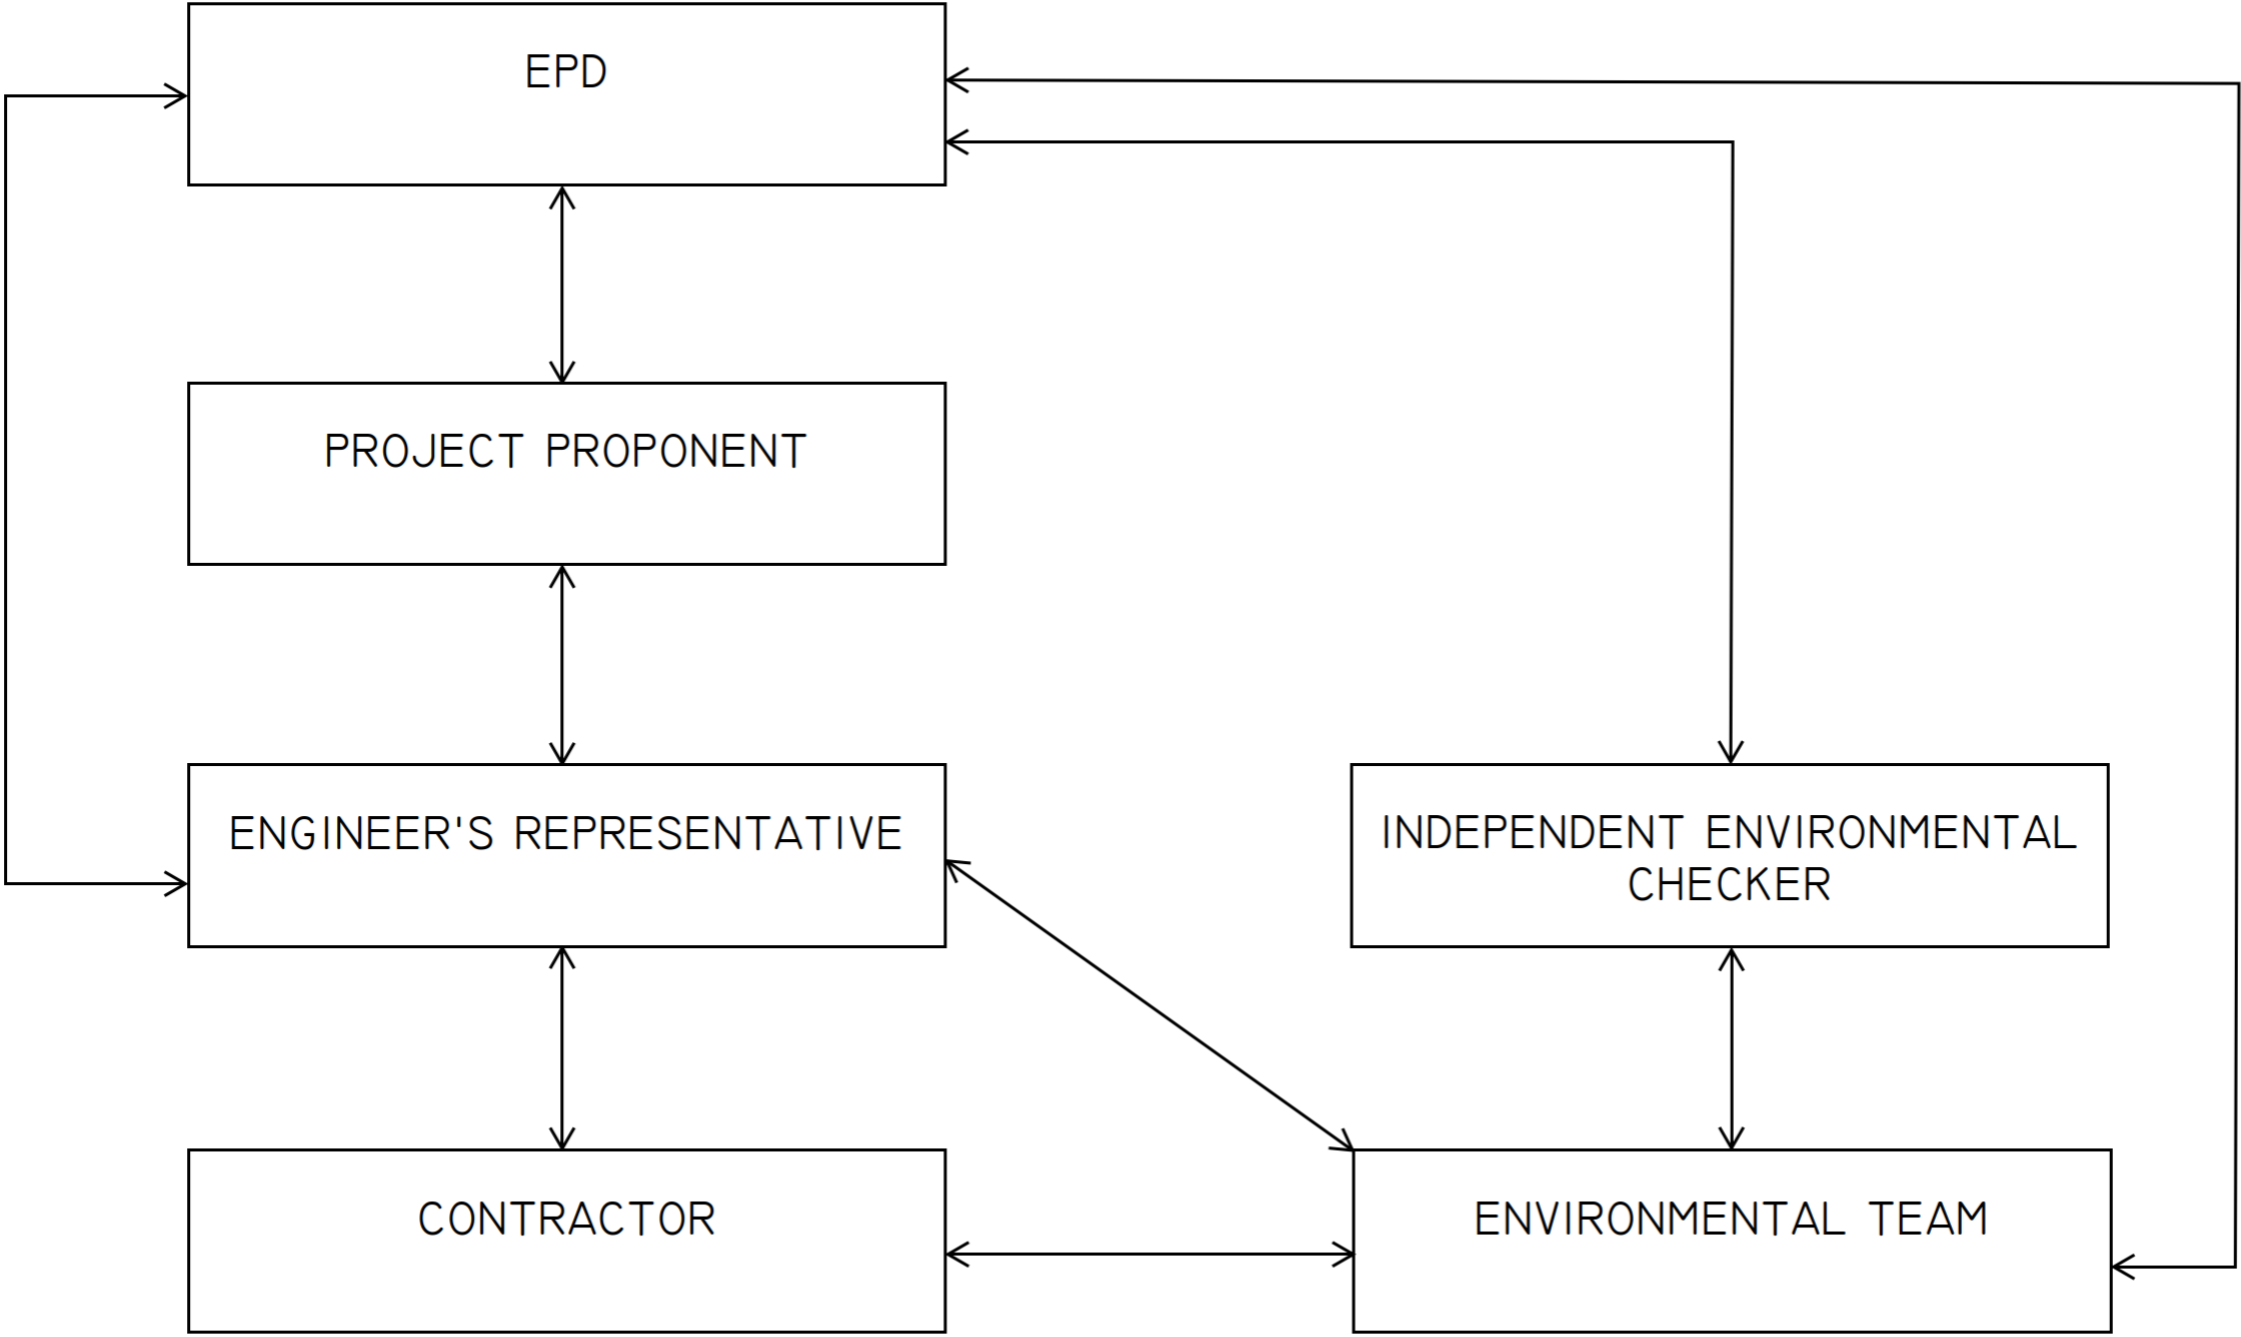 EPD
PROJECT PROPONENT
ENGINEER'S REPRESENTATIVE
INDEPENDENT ENVIRONMENTAL
CHECKER
CONTRACTOR
ENVIRONMENTAL TEAM